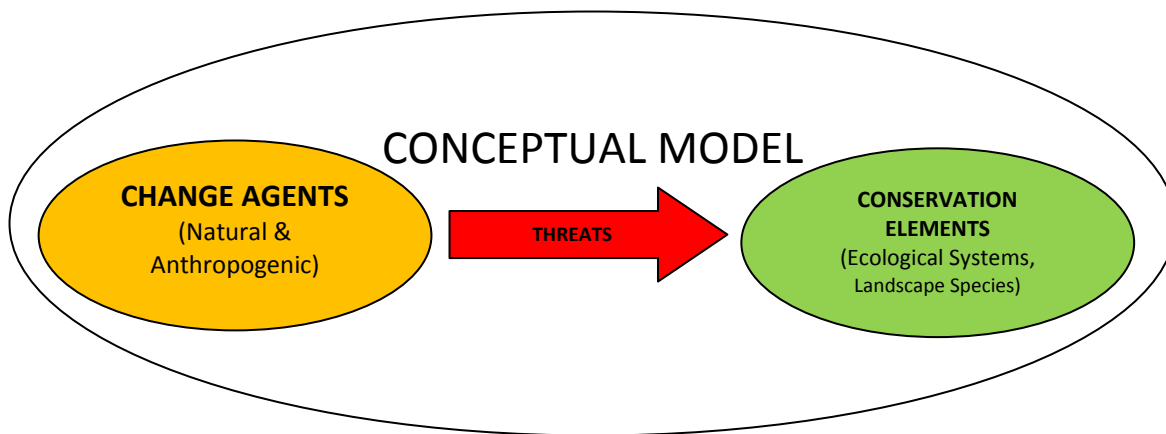 CONCEPTUAL MODEL
CHANGE AGENTS
(Natural &
Anthropogenic)
THREATS
CONSERVATION
ELEMENTS
(Ecological Systems,
Landscape Species)